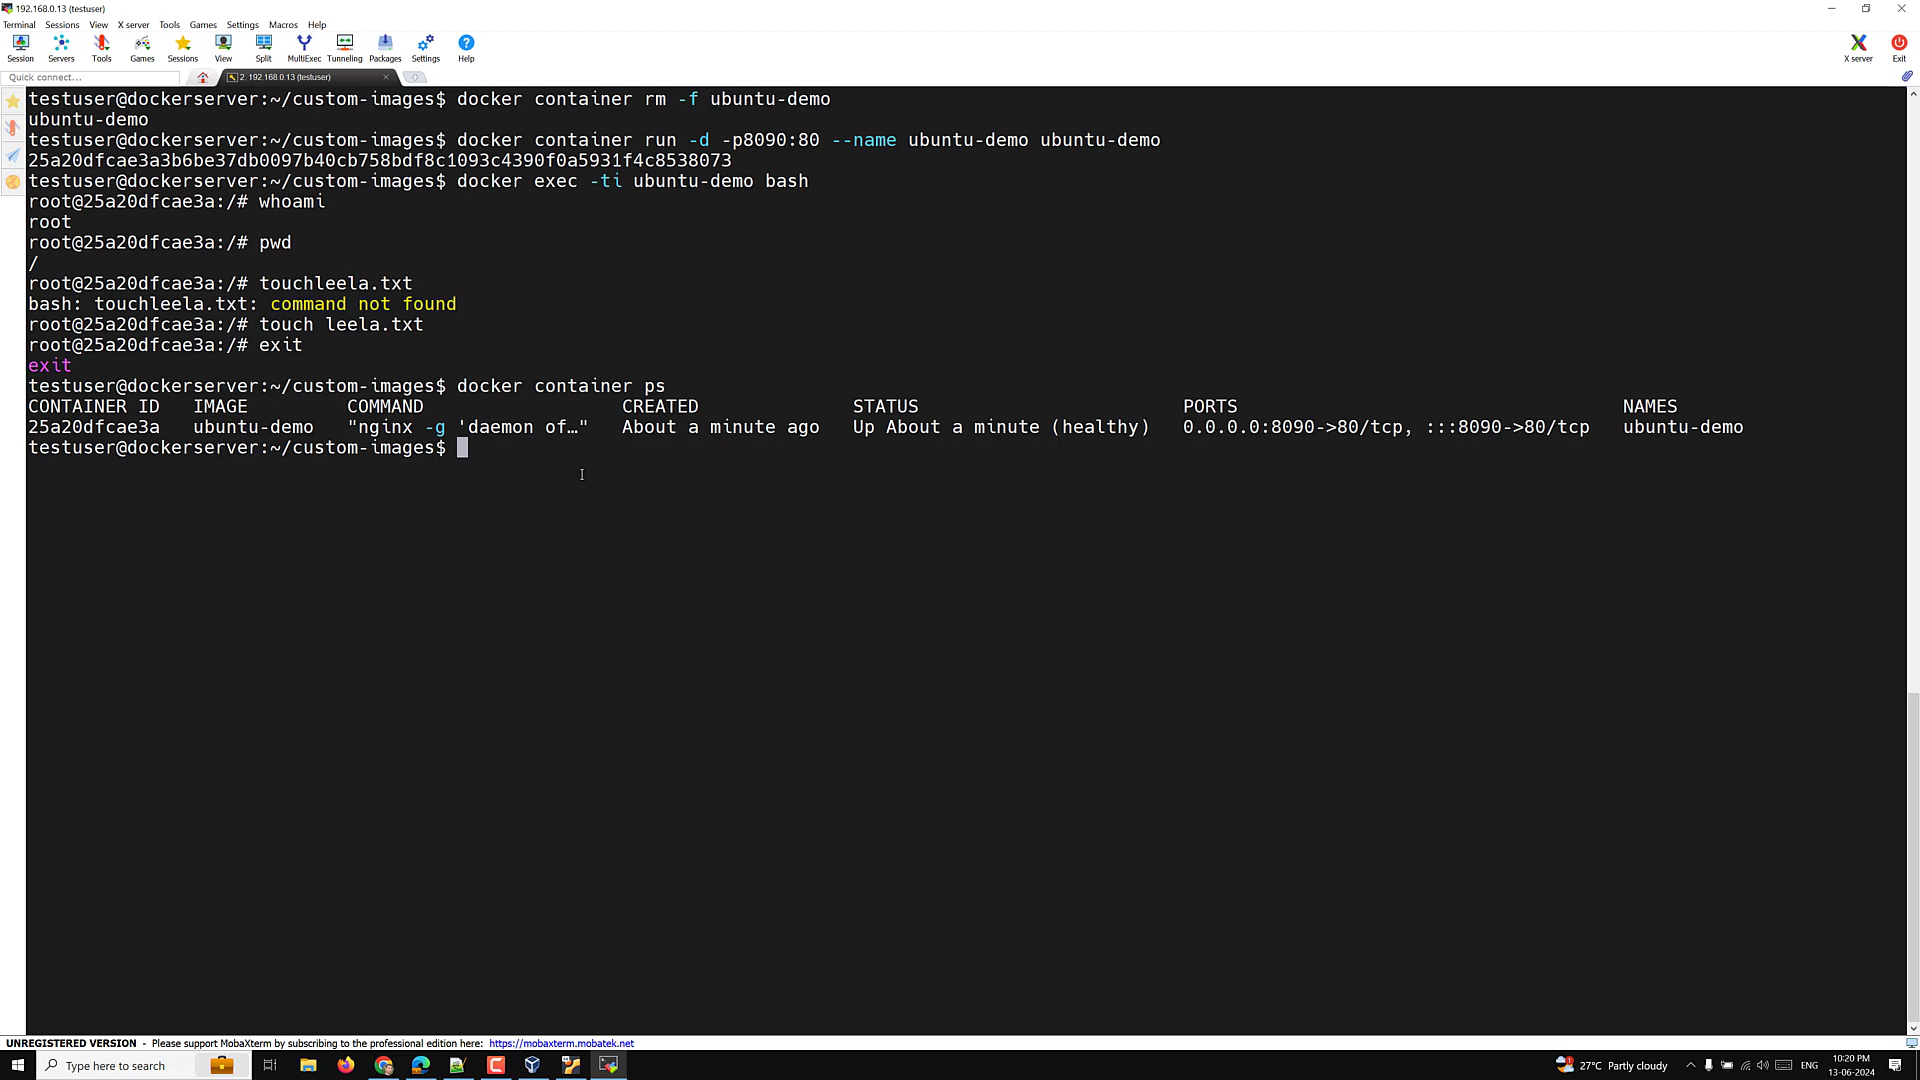 192.168.0.13 (testuser)
Terminal Sessions View X server Tools Games Settings Macros Help
Session Servers Tools Games Sessions View Split MultiExec Tunneling Packages Settings Help X server Exit
Quick connect... 2. 192.168.0.13 (testuser)
testuser@dockerserver:~/custom-images$ docker container rm -f ubuntu-demo
ubuntu-demo
testuser@dockerserver:~/custom-images$ docker container run -d -p8090:80 --name ubuntu-demo ubuntu-demo
25a20dfcae3a3b6be37db0097b40cb758bdf8c1093c4390f0a5931f4c8538073
testuser@dockerserver:~/custom-images$ docker exec -ti ubuntu-demo bash
root@25a20dfcae3a:/# whoami
root
root@25a20dfcae3a:/# pwd
/
root@25a20dfcae3a:/# touchleela.txt
bash: touchleela.txt: command not found
root@25a20dfcae3a:/# touch leela.txt
root@25a20dfcae3a:/# exit
exit
testuser@dockerserver:~/custom-images$ docker container ps
CONTAINER ID IMAGE COMMAND CREATED STATUS PORTS NAMES
25a20dfcae3a ubuntu-demo "nginx -g 'daemon of…" About a minute ago Up About a minute (healthy) 0.0.0.0:8090->80/tcp, :::8090->80/tcp ubuntu-demo
testuser@dockerserver:~/custom-images$
UNREGISTERED VERSION - Please support MobaXterm by subscribing to the professional edition here: https://mobaxterm.mobatek.net
Type here to search 27°C Partly cloudy ENG 10:20 PM
13-06-2024